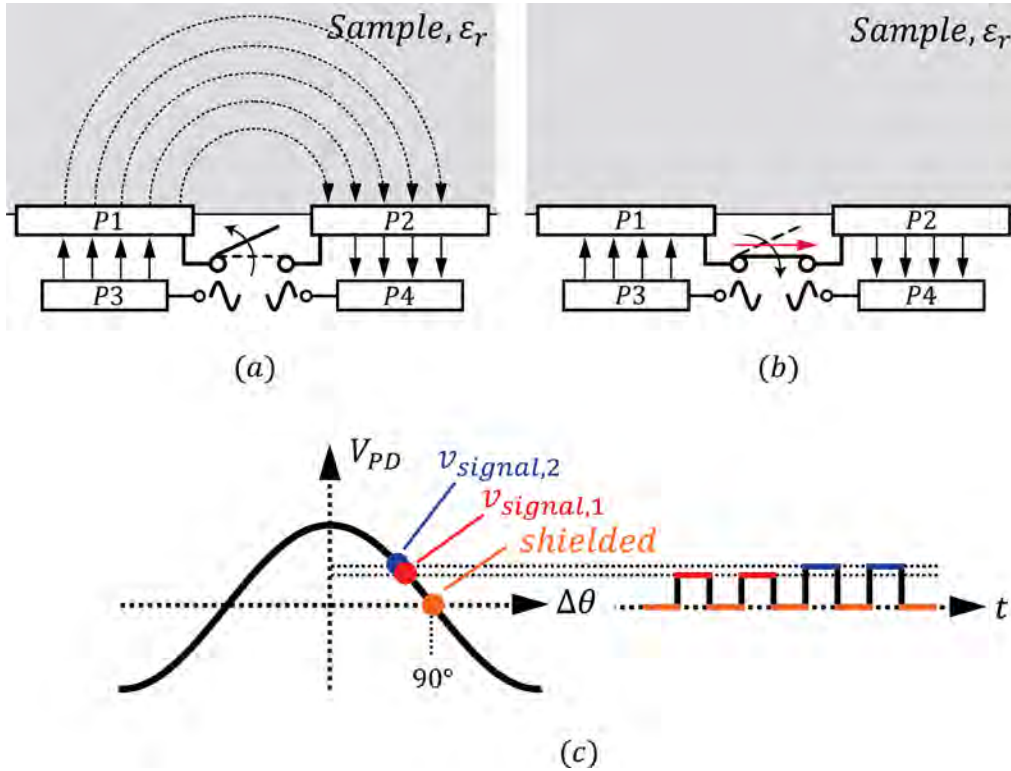 Sample, εr
Sample, εr
P1
P2
P1
P2
P3
P4
P3
P4
(a)
(b)
VPD
vsignal,2
vsignal,1
shielded
Δθ
t
90°
(c)